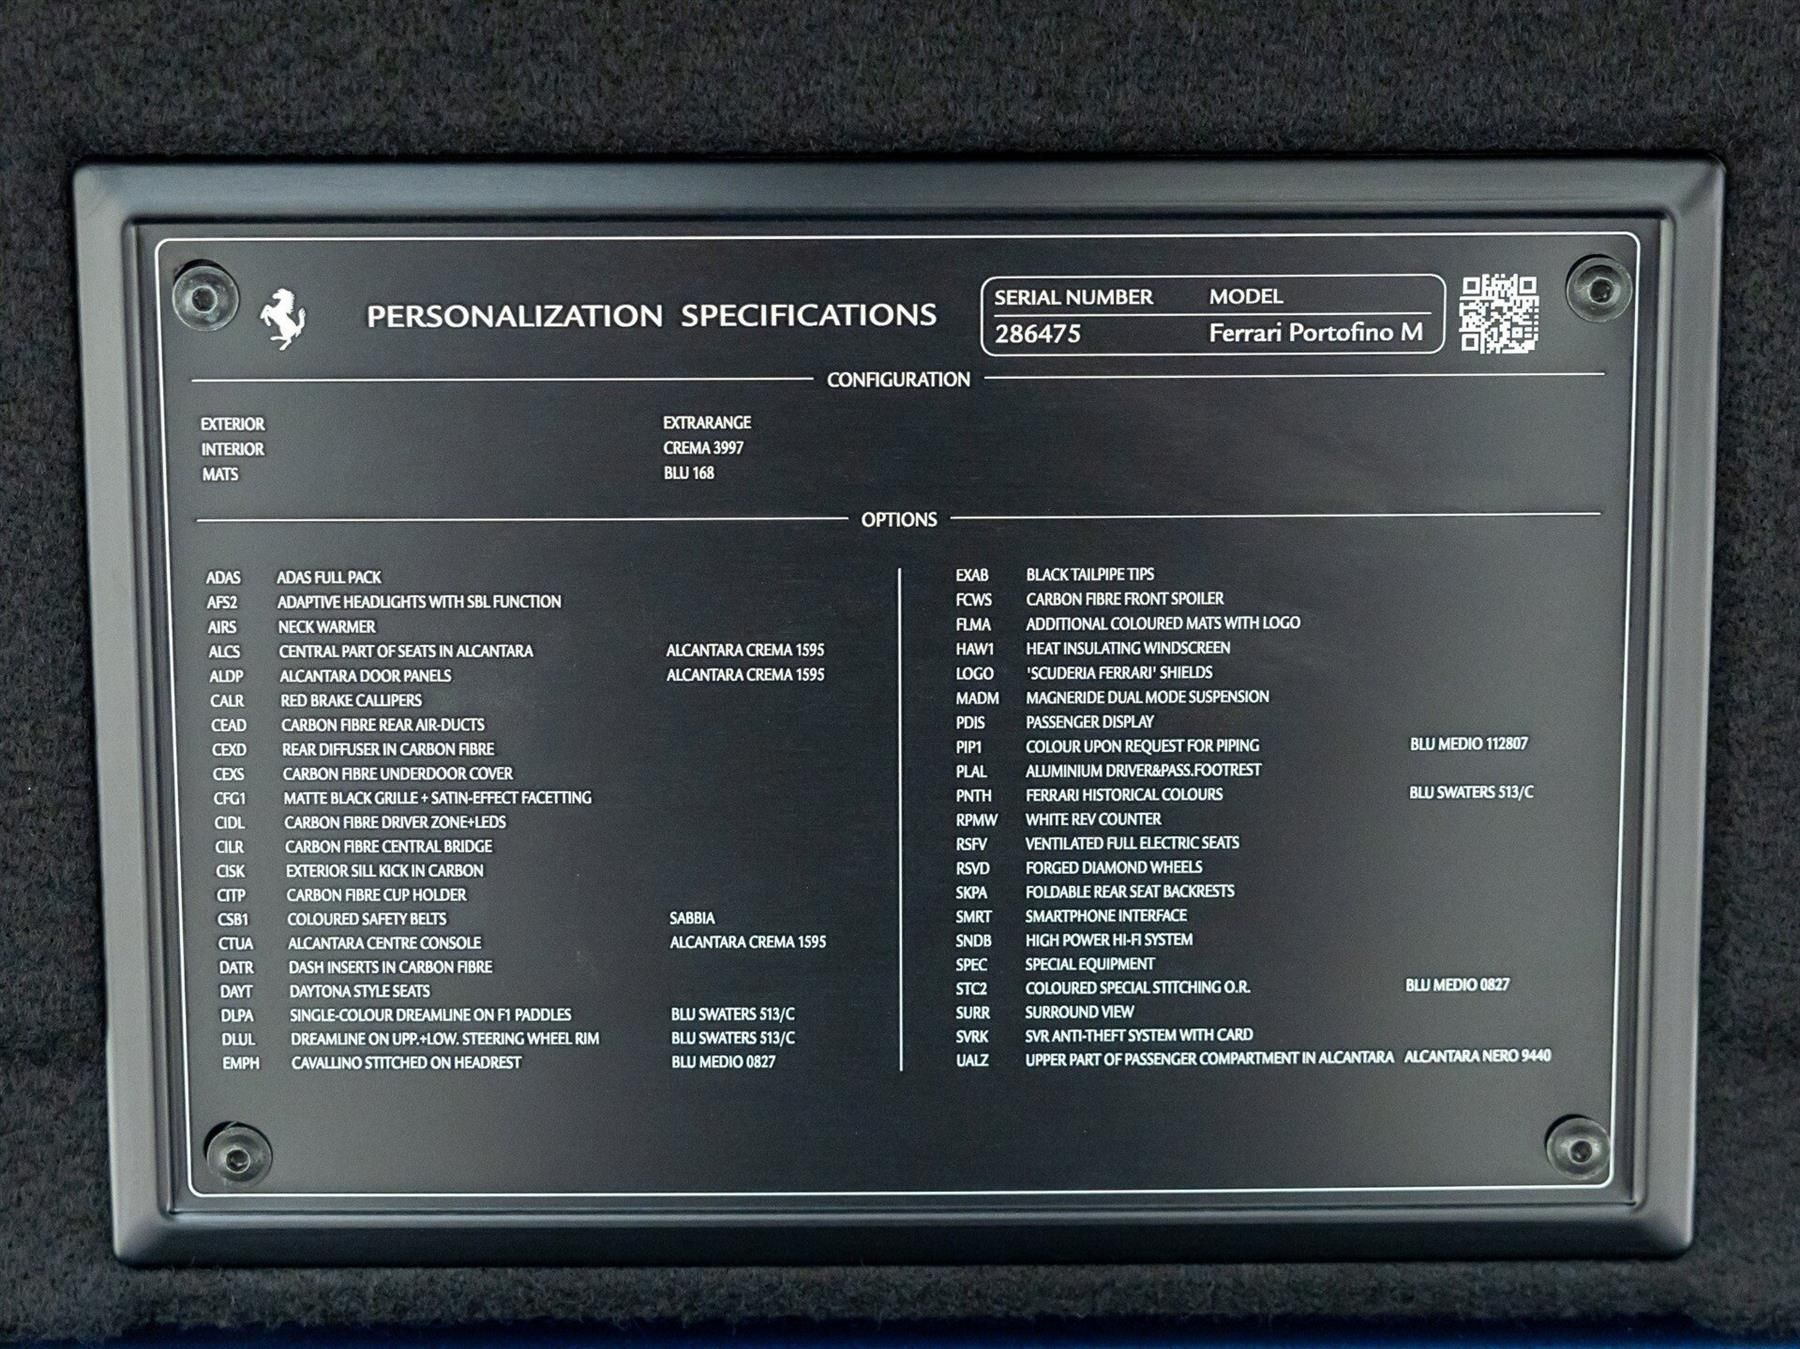 PERSONALIZATION SPECIFICATIONS
SERIAL NUMBER MODEL
286475 Ferrari Portofino M
CONFIGURATION
EXTERIOR EXTRARANGE
INTERIOR CREMA 3997
MATS BLU 168
OPTIONS
ADAS ADAS FULL PACK
AFS2 ADAPTIVE HEADLIGHTS WITH SBL FUNCTION
AIRS NECK WARMER
ALCS CENTRAL PART OF SEATS IN ALCANTARA ALCANTARA CREMA 1595
ALDP ALCANTARA DOOR PANELS ALCANTARA CREMA 1595
CALR RED BRAKE CALLIPERS
CEAD CARBON FIBRE REAR AIR-DUCTS
CEXD REAR DIFFUSER IN CARBON FIBRE
CEXS CARBON FIBRE UNDERDOOR COVER
CFG1 MATTE BLACK GRILLE + SATIN-EFFECT FACETTING
CIDL CARBON FIBRE DRIVER ZONE+LEDS
CILR CARBON FIBRE CENTRAL BRIDGE
CISK EXTERIOR SILL KICK IN CARBON
CITP CARBON FIBRE CUP HOLDER
CSB1 COLOURED SAFETY BELTS SABBIA
CTUA ALCANTARA CENTRE CONSOLE ALCANTARA CREMA 1595
DATR DASH INSERTS IN CARBON FIBRE
DAYT DAYTONA STYLE SEATS
DLPA SINGLE-COLOUR DREAMLINE ON F1 PADDLES BLU SWATERS 513/C
DLUL DREAMLINE ON UPP.+LOW. STEERING WHEEL RIM BLU SWATERS 513/C
EMPH CAVALLINO STITCHED ON HEADREST BLU MEDIO 0827
EXAB BLACK TAILPIPE TIPS
FCWS CARBON FIBRE FRONT SPOILER
FLMA ADDITIONAL COLOURED MATS WITH LOGO
HAW1 HEAT INSULATING WINDSCREEN
LOGO 'SCUDERIA FERRARI' SHIELDS
MADM MAGNERIDE DUAL MODE SUSPENSION
PDIS PASSENGER DISPLAY
PIP1 COLOUR UPON REQUEST FOR PIPING BLU MEDIO 112807
PLAL ALUMINIUM DRIVER&PASS.FOOTREST
PNTH FERRARI HISTORICAL COLOURS BLU SWATERS 513/C
RPMW WHITE REV COUNTER
RSFV VENTILATED FULL ELECTRIC SEATS
RSVD FORGED DIAMOND WHEELS
SKPA FOLDABLE REAR SEAT BACKRESTS
SMRT SMARTPHONE INTERFACE
SNDB HIGH POWER HI-FI SYSTEM
SPEC SPECIAL EQUIPMENT
STC2 COLOURED SPECIAL STITCHING O.R. BLU MEDIO 0827
SURR SURROUND VIEW
SVRK SVR ANTI-THEFT SYSTEM WITH CARD
UALZ UPPER PART OF PASSENGER COMPARTMENT IN ALCANTARA ALCANTARA NERO 9440